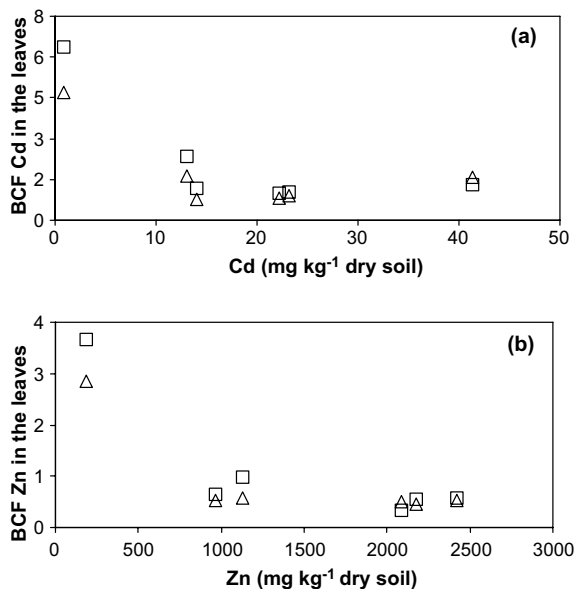 (a)
BCF Cd in the leaves
8
6
5
3
2
0
0 10 20 30 40 50
Cd (mg kg⁻¹ dry soil)
(b)
BCF Zn in the leaves
4
3
2
1
0
0 500 1000 1500 2000 2500 3000
Zn (mg kg⁻¹ dry soil)